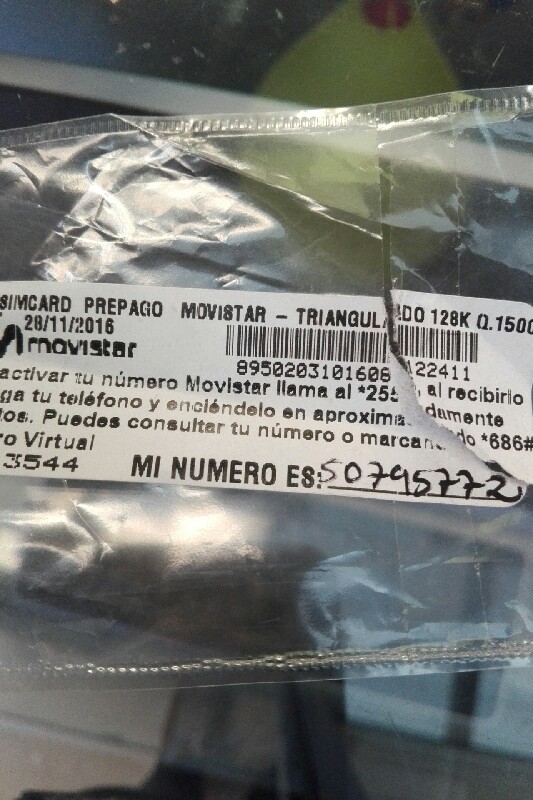 SIMCARD PREPAGO MOVISTAR - TRIANGULA DO 128K Q.1500
28/11/2016
movistar
8950203101608 122411
activar tu número Movistar llama al *255, al recibirlo
ga tu teléfono y enciéndelo en aproxima damente
tos. Puedes consultar tu número o marcan do *686#
ro Virtual
3544 MI NUMERO ES: 50795772